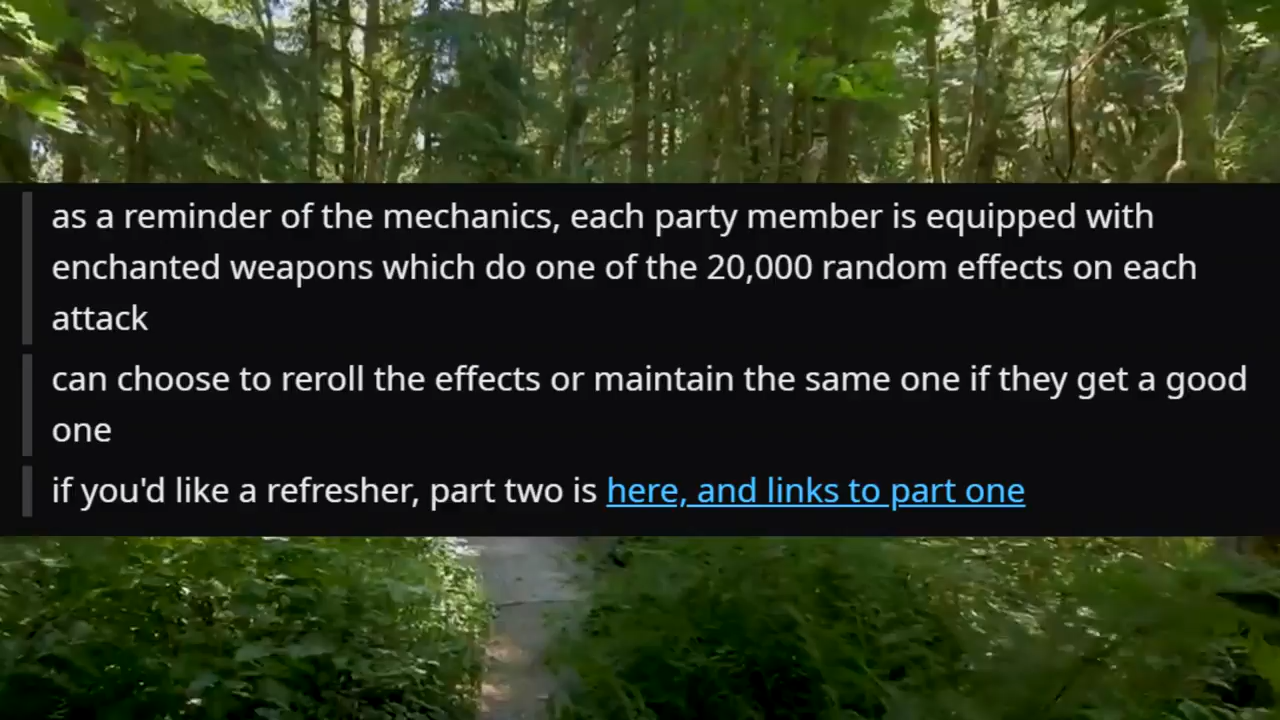 as a reminder of the mechanics, each party member is equipped with
enchanted weapons which do one of the 20,000 random effects on each
attack
can choose to reroll the effects or maintain the same one if they get a good
one
if you'd like a refresher, part two is here, and links to part one